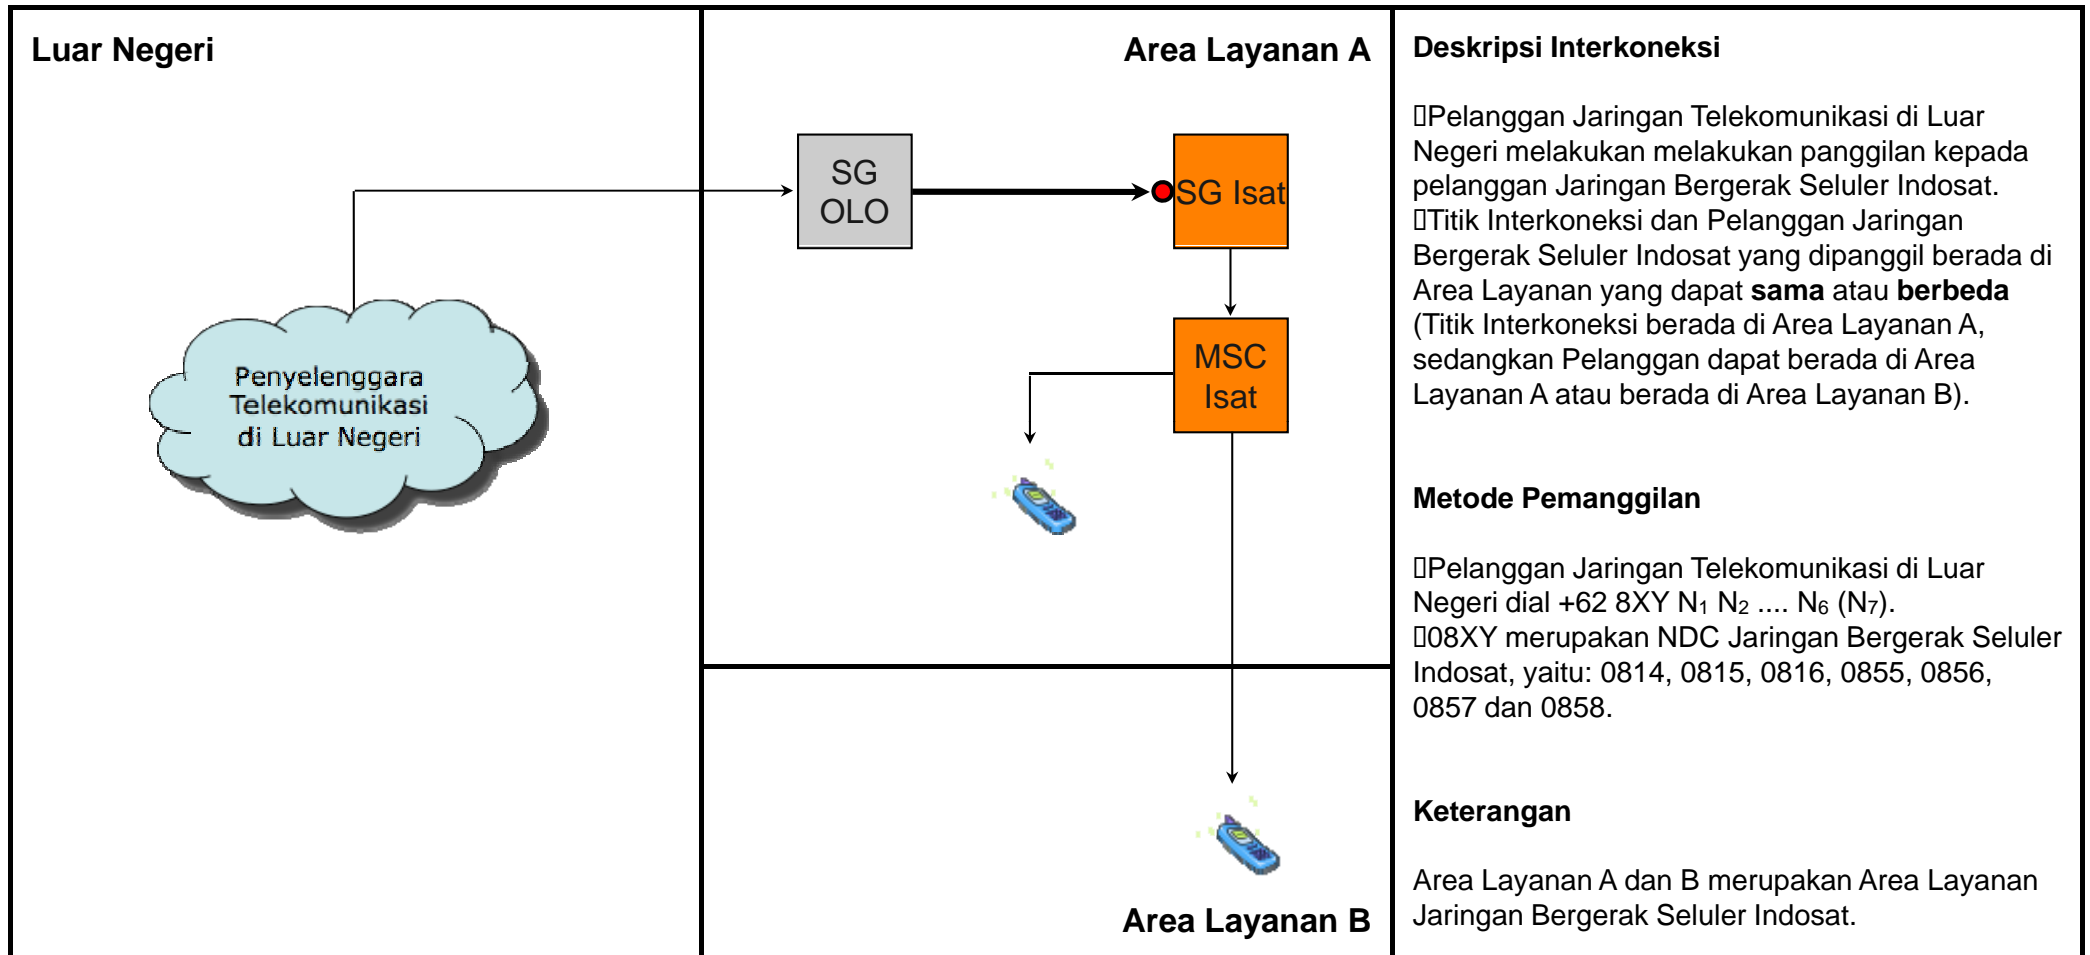 Luar Negeri
Penyelenggara
Telekomunikasi
di Luar Negeri
Area Layanan A
SG
OLO
SG Isat
MSC
Isat
Area Layanan B
Deskripsi Interkoneksi
Pelanggan Jaringan Telekomunikasi di Luar
Negeri melakukan melakukan panggilan kepada
pelanggan Jaringan Bergerak Seluler Indosat.
Titik Interkoneksi dan Pelanggan Jaringan
Bergerak Seluler Indosat yang dipanggil berada di
Area Layanan yang dapat sama atau berbeda
(Titik Interkoneksi berada di Area Layanan A,
sedangkan Pelanggan dapat berada di Area
Layanan A atau berada di Area Layanan B).
Metode Pemanggilan
Pelanggan Jaringan Telekomunikasi di Luar
Negeri dial +62 8XY N₁ N₂ .... N₆ (N₇).
08XY merupakan NDC Jaringan Bergerak Seluler
Indosat, yaitu: 0814, 0815, 0816, 0855, 0856,
0857 dan 0858.
Keterangan
Area Layanan A dan B merupakan Area Layanan
Jaringan Bergerak Seluler Indosat.